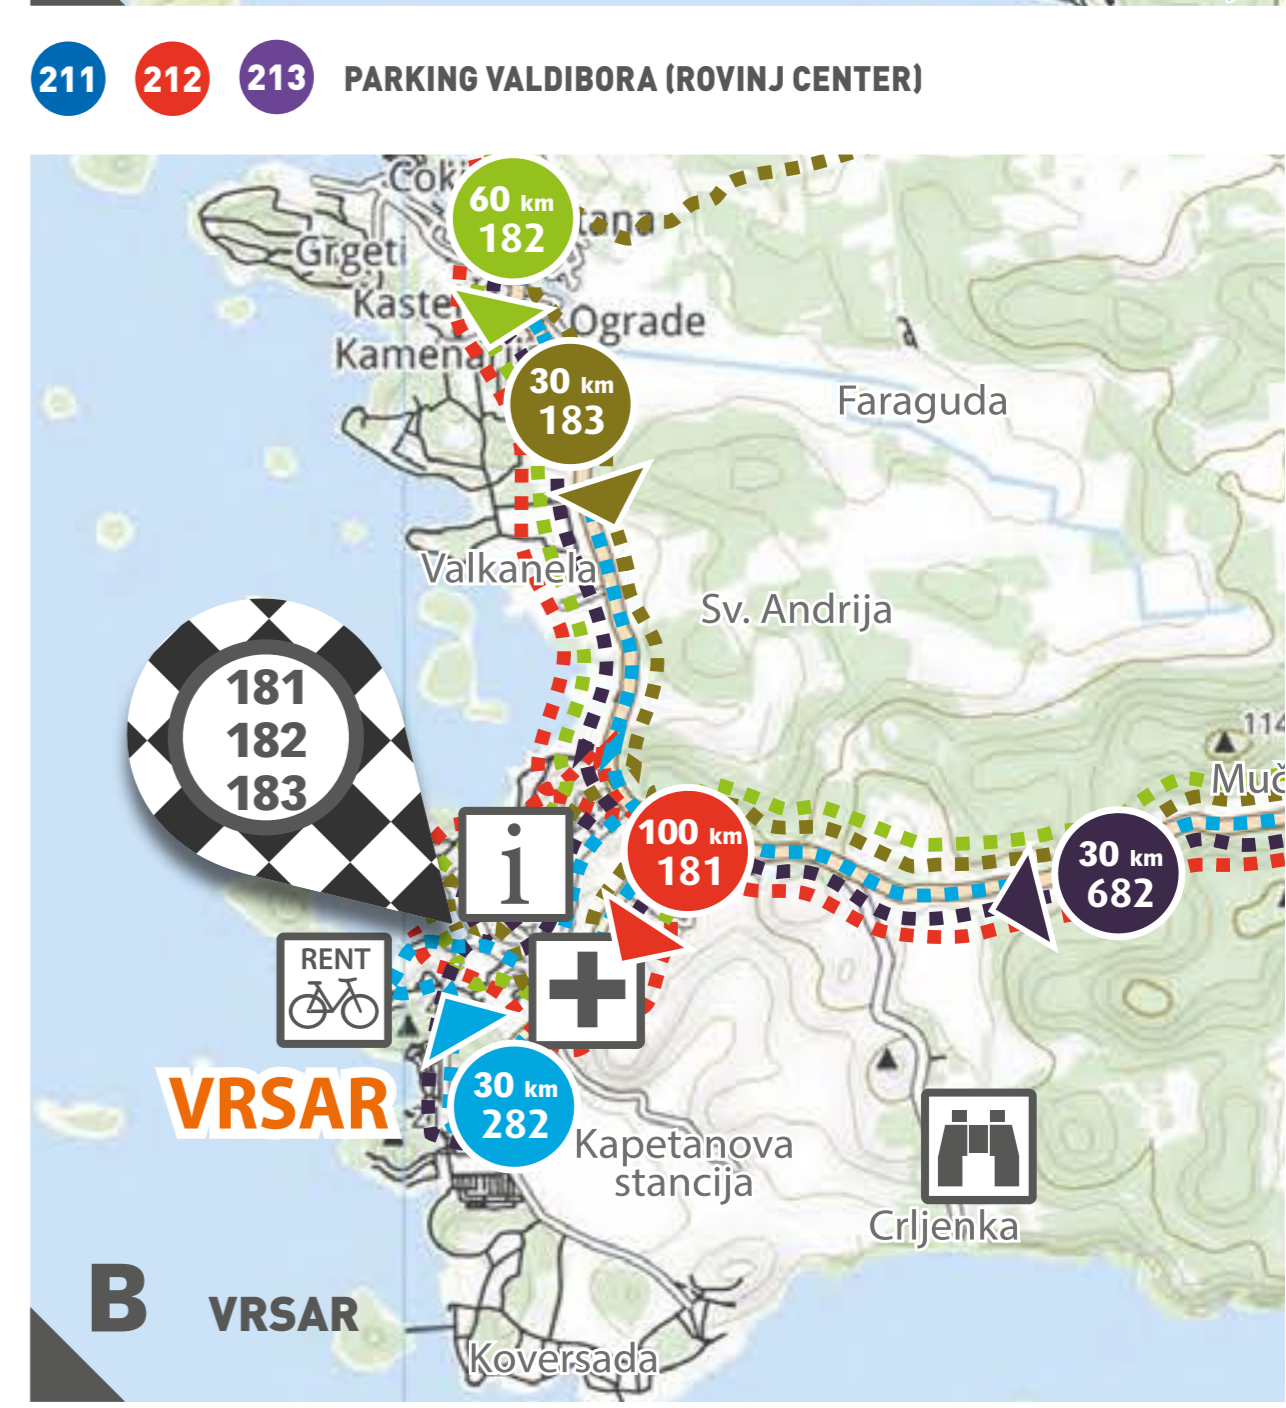 211 212 213 PARKING VALDIBORA (ROVINJ CENTER)
60 km
182
Grgeti
Ograde
30 km
183
Faraguda
Valkanela
Sv. Andrija
181
182
183
114
i
100 km
181
30 km
682
RENT
VRSAR
30 km
282
Kapetanova
stancija
Crljenka
B VRSAR
Koversada